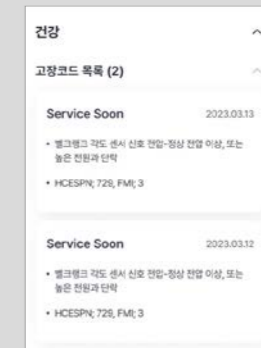 건강
고장코드 목록 (2)
Service Soon 2023.03.13
• 벨크랭크 각도 센서 신호 전압-정상 전압 이상, 또는
높은 전원과 단락
• HCESPN; 729, FMI; 3
Service Soon 2023.03.12
• 벨크랭크 각도 센서 신호 전압-정상 전압 이상, 또는
높은 전원과 단락
• HCESPN; 729, FMI; 3